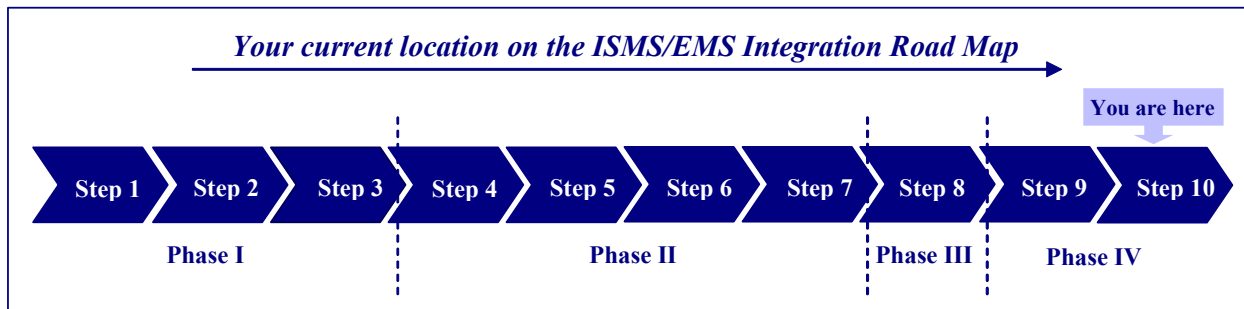 Your current location on the ISMS/EMS Integration Road Map
You are here
Step 1 Step 2 Step 3 Step 4 Step 5 Step 6 Step 7 Step 8 Step 9 Step 10
Phase I Phase II Phase III Phase IV